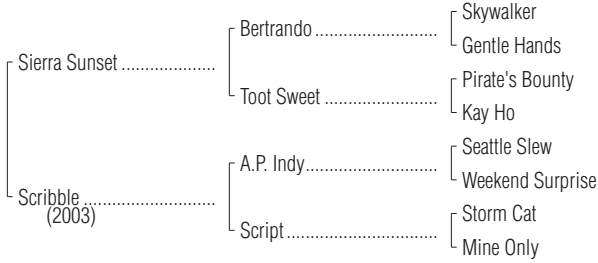 Skywalker
Bertrando
Gentle Hands
Sierra Sunset
Pirate's Bounty
Toot Sweet
Kay Ho
Seattle Slew
A.P. Indy
Weekend Surprise
Scribble
(2003)
Storm Cat
Script
Mine Only